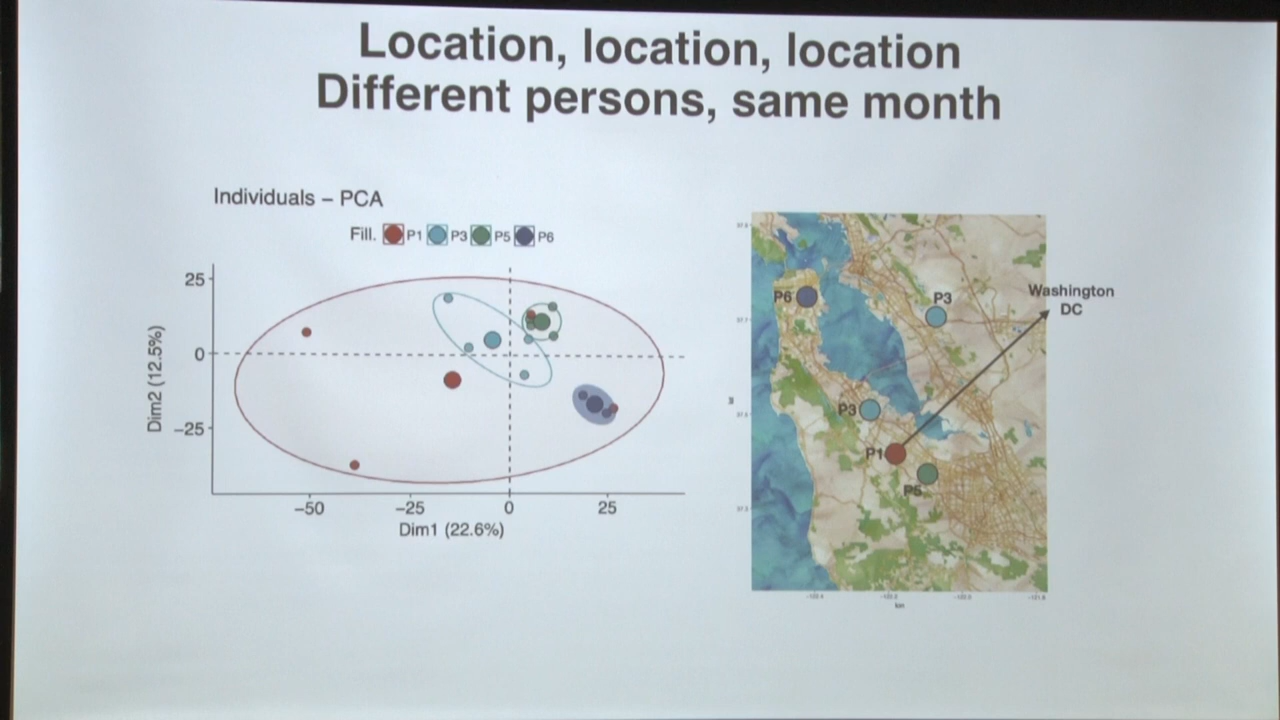 Location, location, location
Different persons, same month
Individuals – PCA
Fill. P1 P3 P5 P6
25
0
−25
Dim2 (12.5%)
−50 −25 0 25
Dim1 (22.6%)
P6
P3
Washington
DC
P3
P1
P5